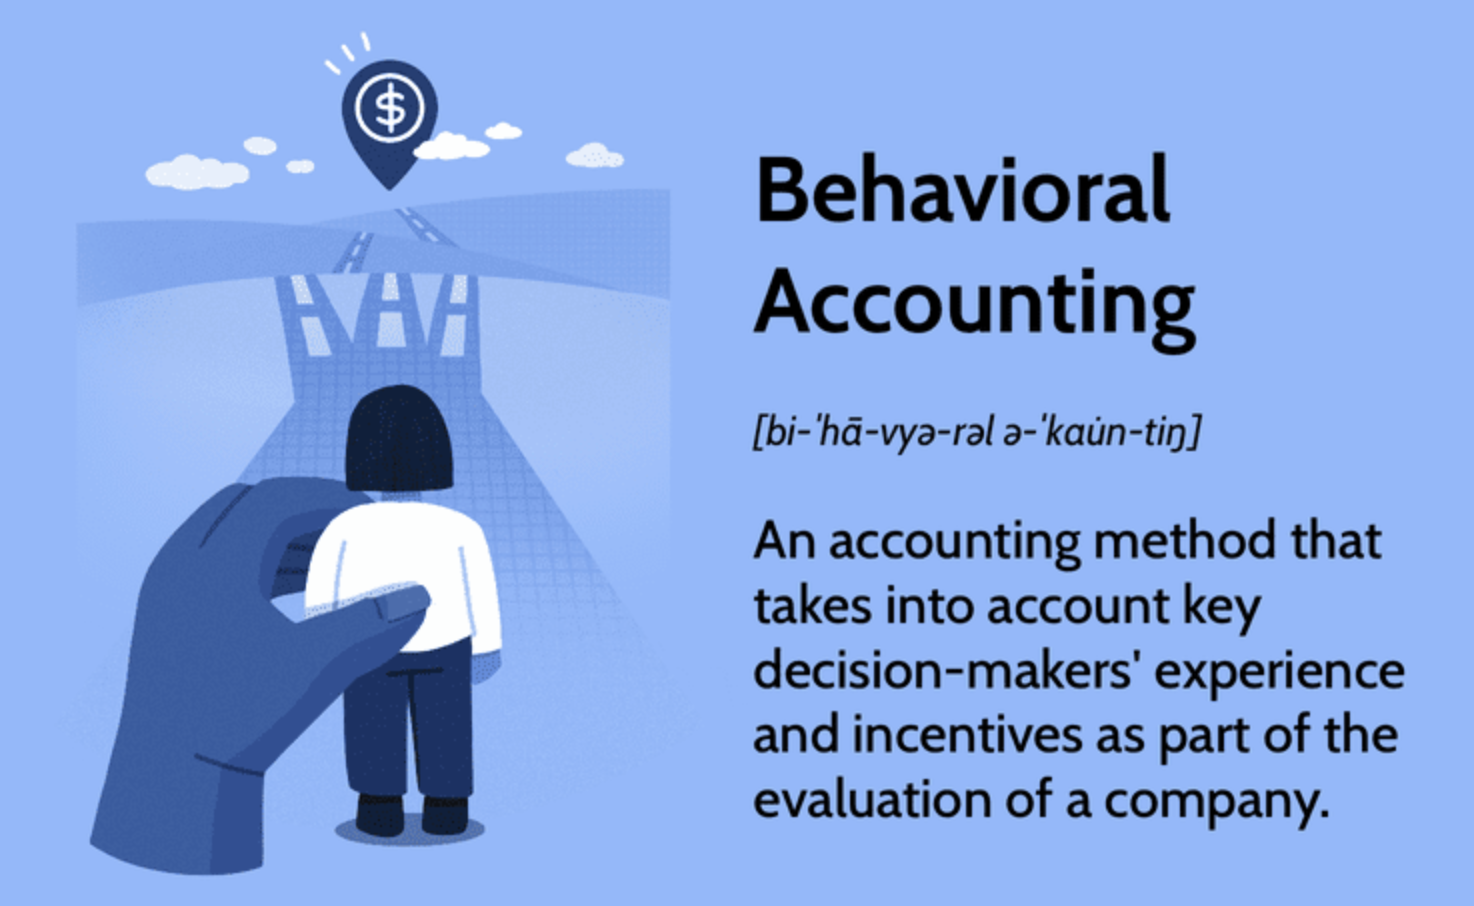 $
Behavioral
Accounting
[bi-ˈhā-vyə-rəl ə-ˈkau̇n-tiŋ]
An accounting method that
takes into account key
decision-makers' experience
and incentives as part of the
evaluation of a company.